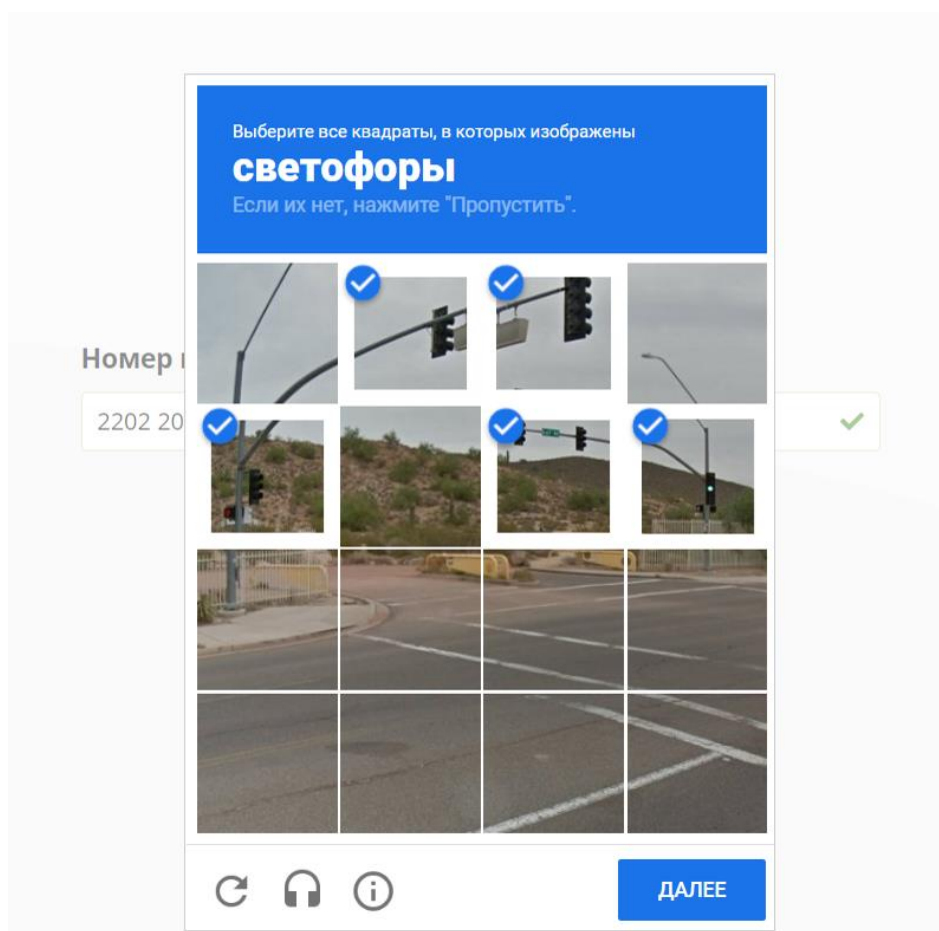 Выберите все квадраты, в которых изображены
светофоры
Если их нет, нажмите "Пропустить".
Номер
2202 20
ДАЛЕЕ